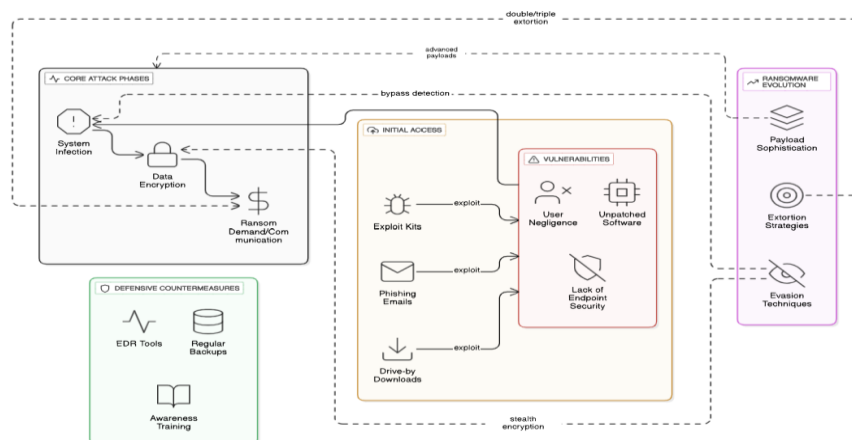 double/triple
extortion
advanced
payloads
CORE ATTACK PHASES
RANSOMWARE
EVOLUTION
bypass detection
System
Infection
INITIAL ACCESS
Payload
Sophistication
VULNERABILITIES
Data
Encryption
User
Negligence
Unpatched
Software
Exploit Kits
exploit
Ransom
Demand/Com
munication
Extortion
Strategies
Phishing
Emails
exploit
Lack of
Endpoint
Security
Evasion
Techniques
DEFENSIVE COUNTERMEASURES
EDR Tools
Regular
Backups
Drive-by
Downloads
exploit
Awareness
Training
stealth
encryption